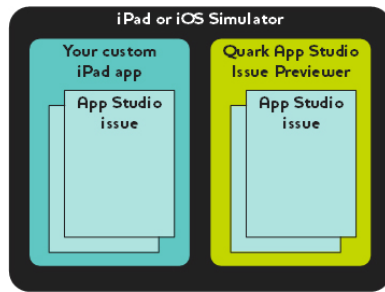 iPad or iOS Simulator
Your custom
iPad app
App Studio
issue
Quark App Studio
Issue Previewer
App Studio
issue